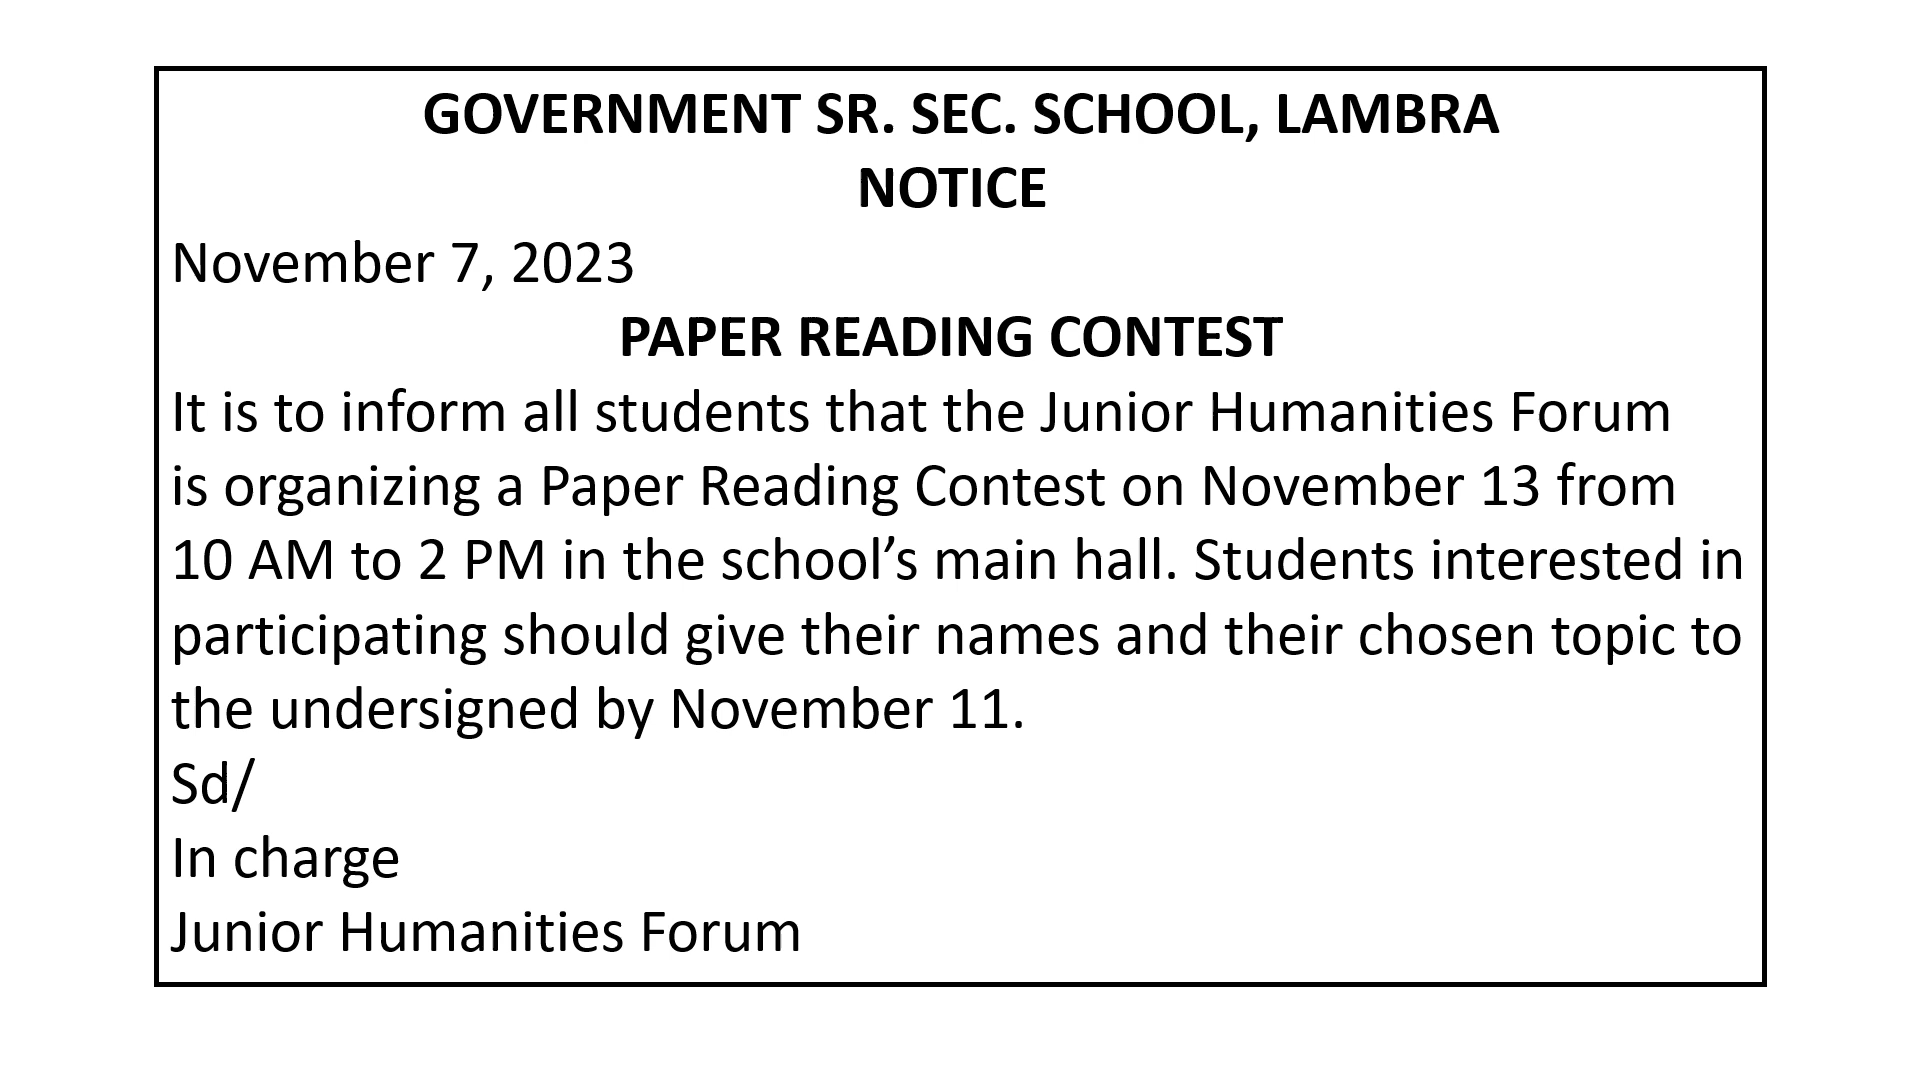 GOVERNMENT SR. SEC. SCHOOL, LAMBRA
NOTICE
November 7, 2023
PAPER READING CONTEST
It is to inform all students that the Junior Humanities Forum
is organizing a Paper Reading Contest on November 13 from
10 AM to 2 PM in the school’s main hall. Students interested in
participating should give their names and their chosen topic to
the undersigned by November 11.
Sd/
In charge
Junior Humanities Forum